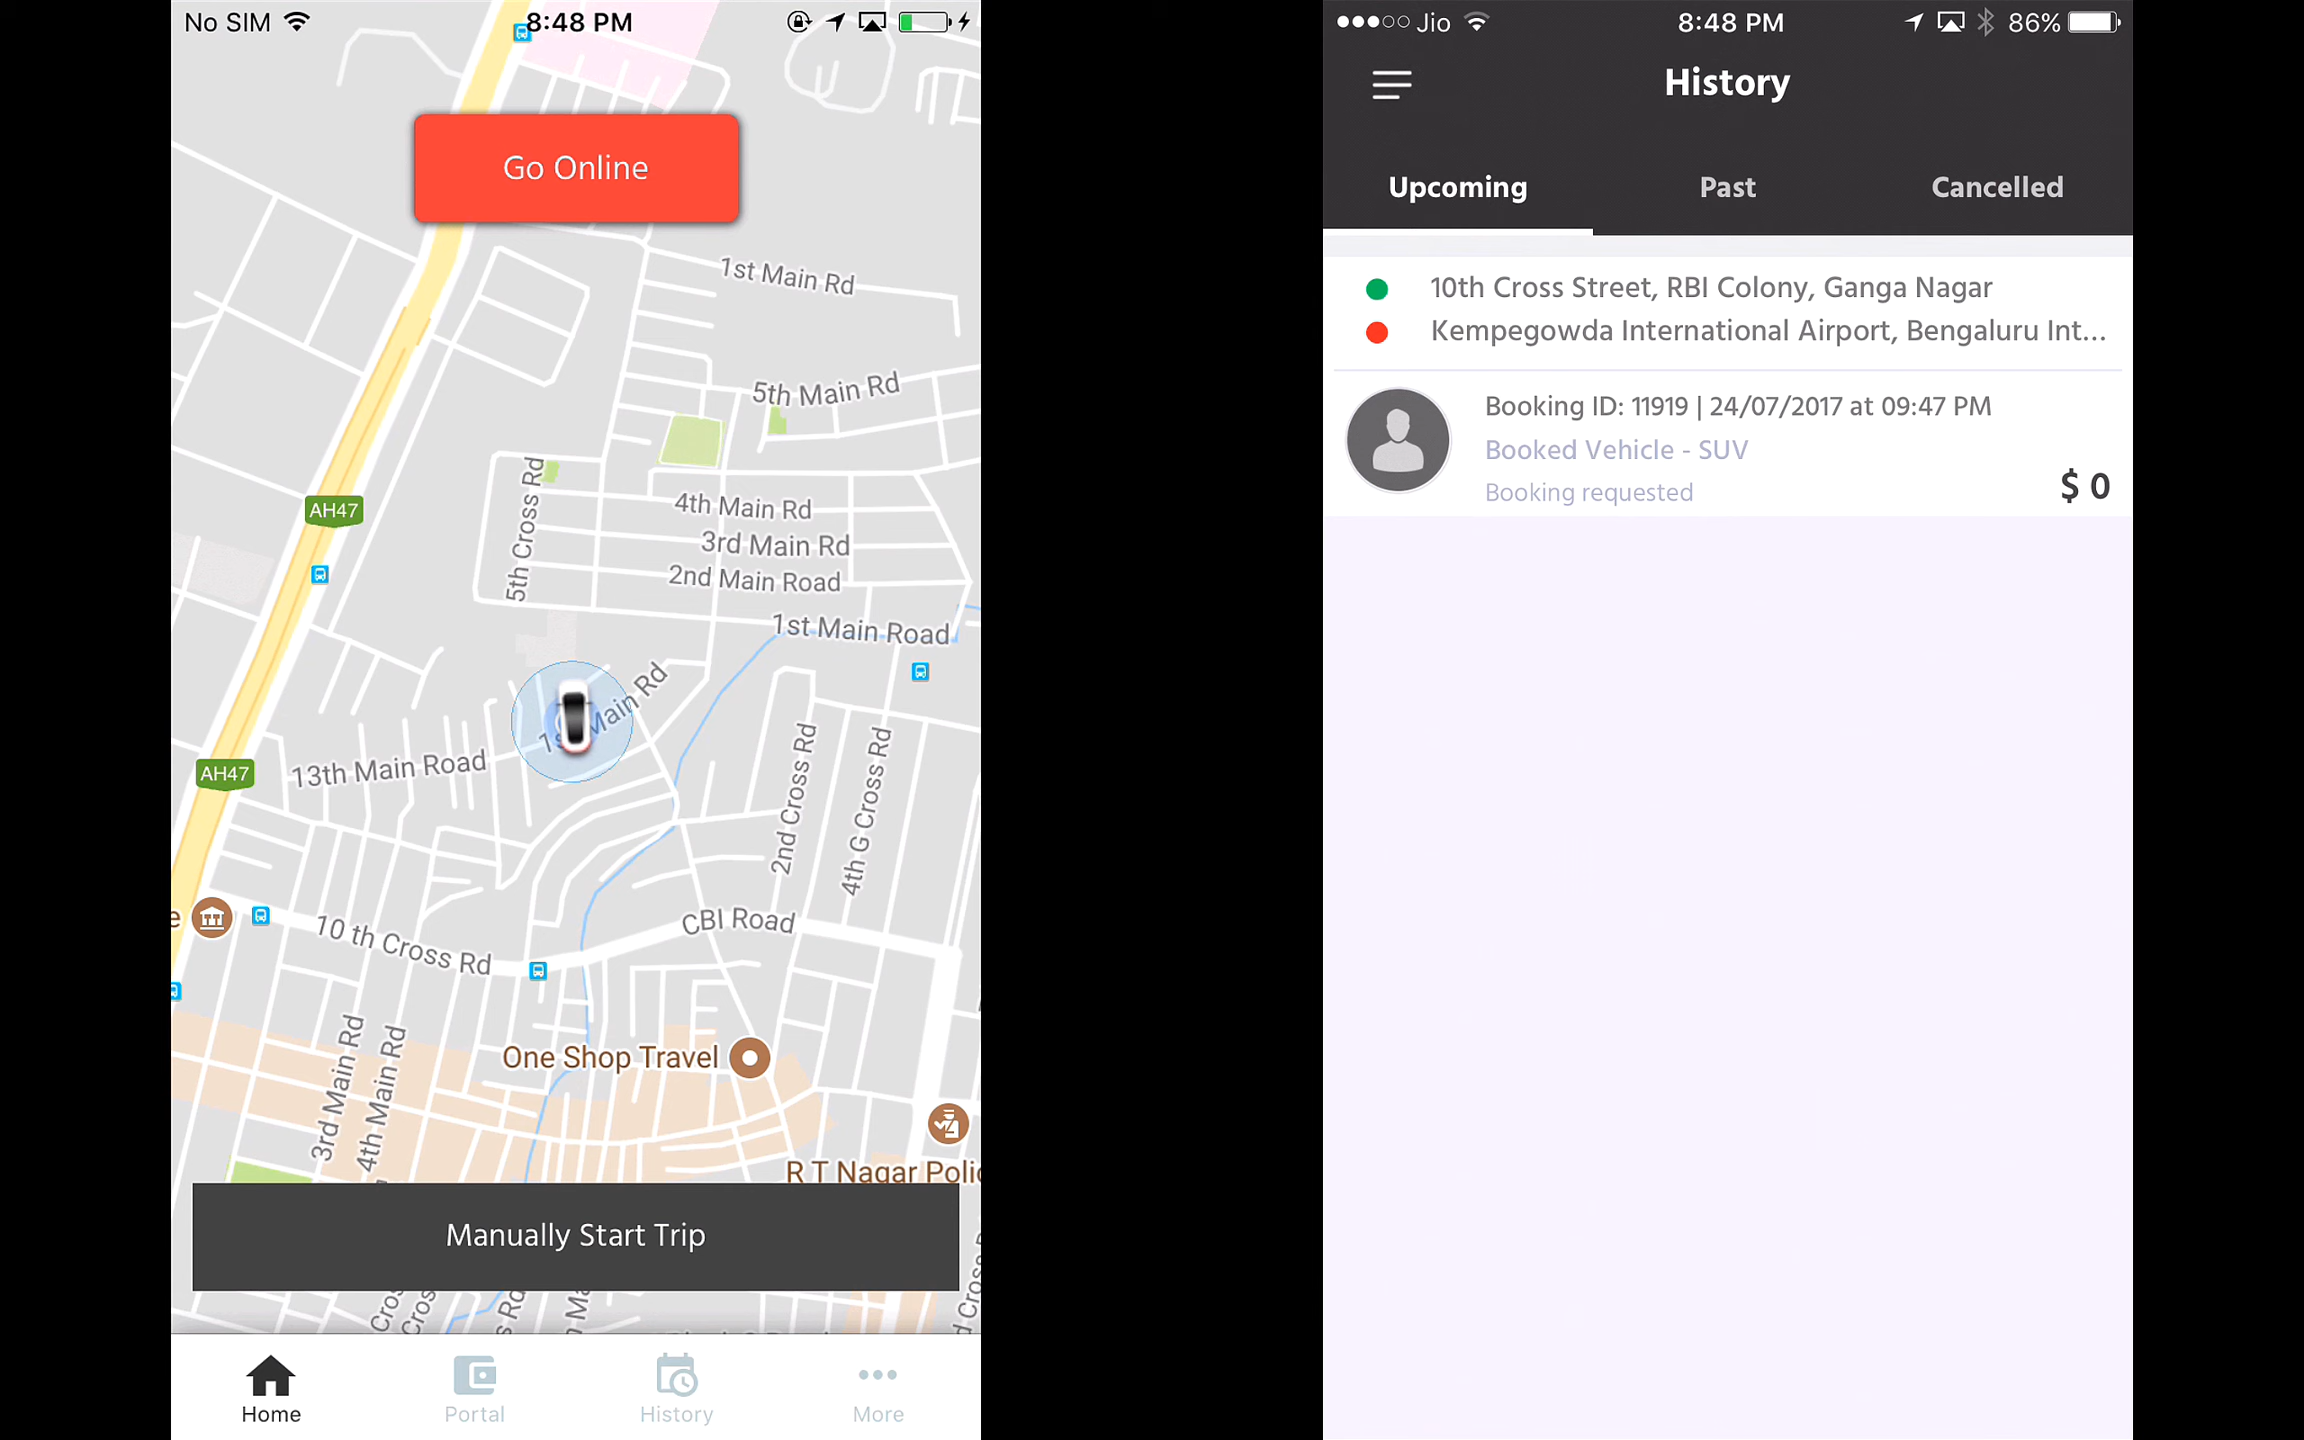 No SIM 8:48 PM
Go Online
1st Main Rd
5th Main Rd
5th Cross Rd
4th Main Rd
AH47
3rd Main Rd
2nd Main Road
1st Main Road
1st Main Rd
13th Main Road
AH47
2nd Cross Rd
4th G Cross Rd
e
10 th Cross Rd
CBI Road
3rd Main Rd
4th Main Rd
One Shop Travel
R T Nagar Polic
Manually Start Trip
Home Portal History More
Jio 8:48 PM 86%
History
Upcoming Past Cancelled
10th Cross Street, RBI Colony, Ganga Nagar
Kempegowda International Airport, Bengaluru Int...
Booking ID: 11919 | 24/07/2017 at 09:47 PM
Booked Vehicle - SUV
Booking requested
$ 0